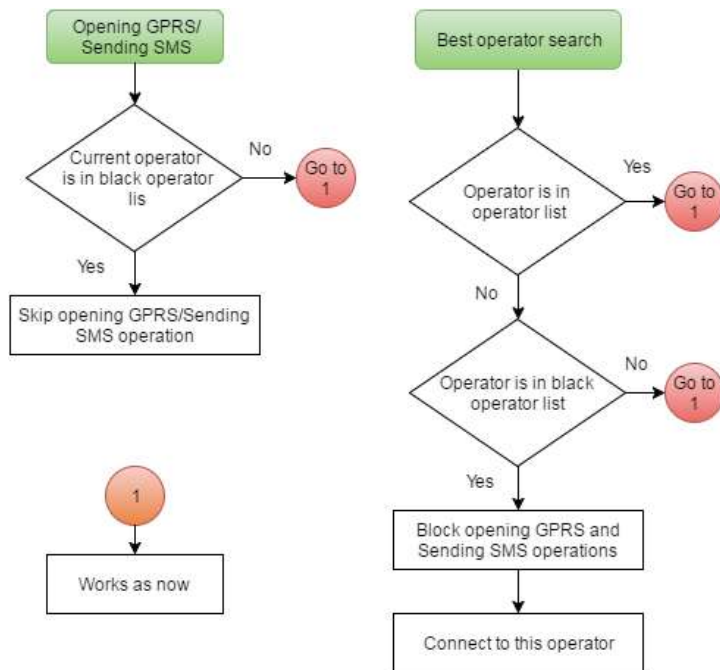 Opening GPRS/
Sending SMS
Current operator
is in black operator
lis
No
Go to
1
Yes
Skip opening GPRS/Sending
SMS operation
1
Works as now
Best operator search
Operator is in
operator list
Yes
Go to
1
No
Operator is in black
operator list
No
Go to
1
Yes
Block opening GPRS and
Sending SMS operations
Connect to this operator